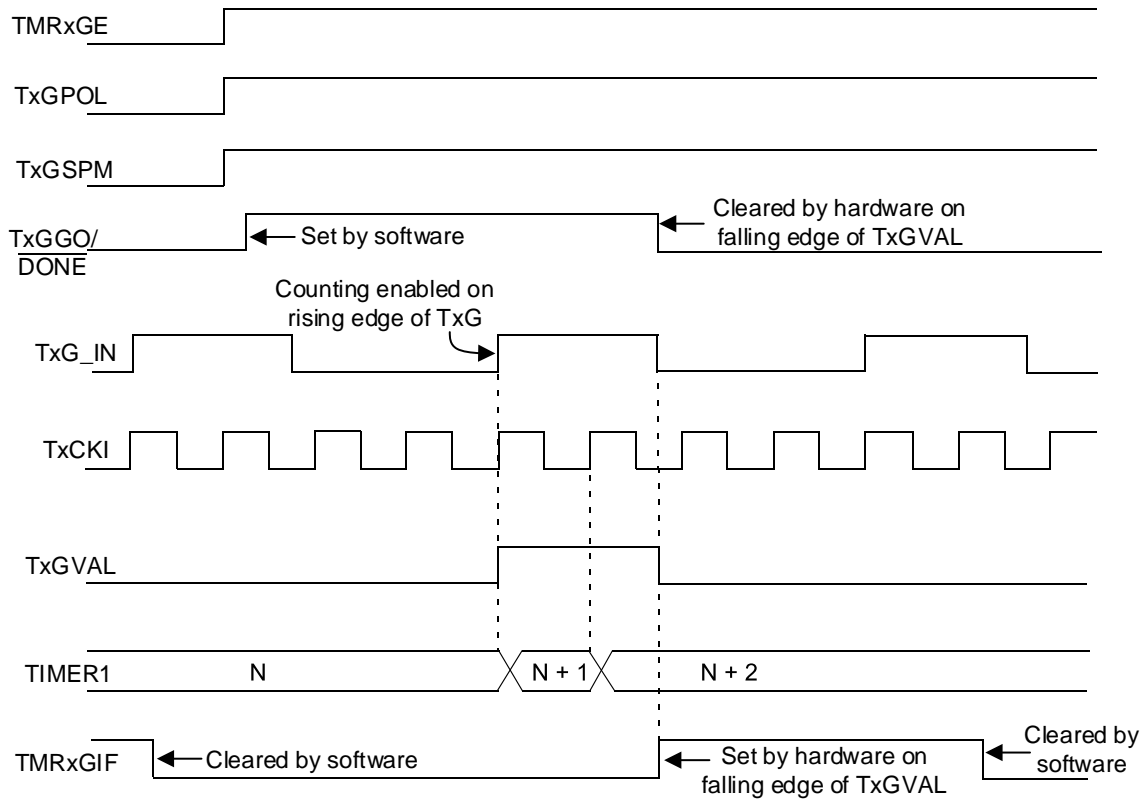 TMRxGE
TxGPOL
TxGSPM
TxGGO/
DONE
Set by software
Cleared by hardware on
falling edge of TxGVAL
Counting enabled on
rising edge of TxG
TxG_IN
TxCKI
TxGVAL
TIMER1
N
N + 1
N + 2
TMRxGIF
Cleared by software
Set by hardware on
falling edge of TxGVAL
Cleared by
software